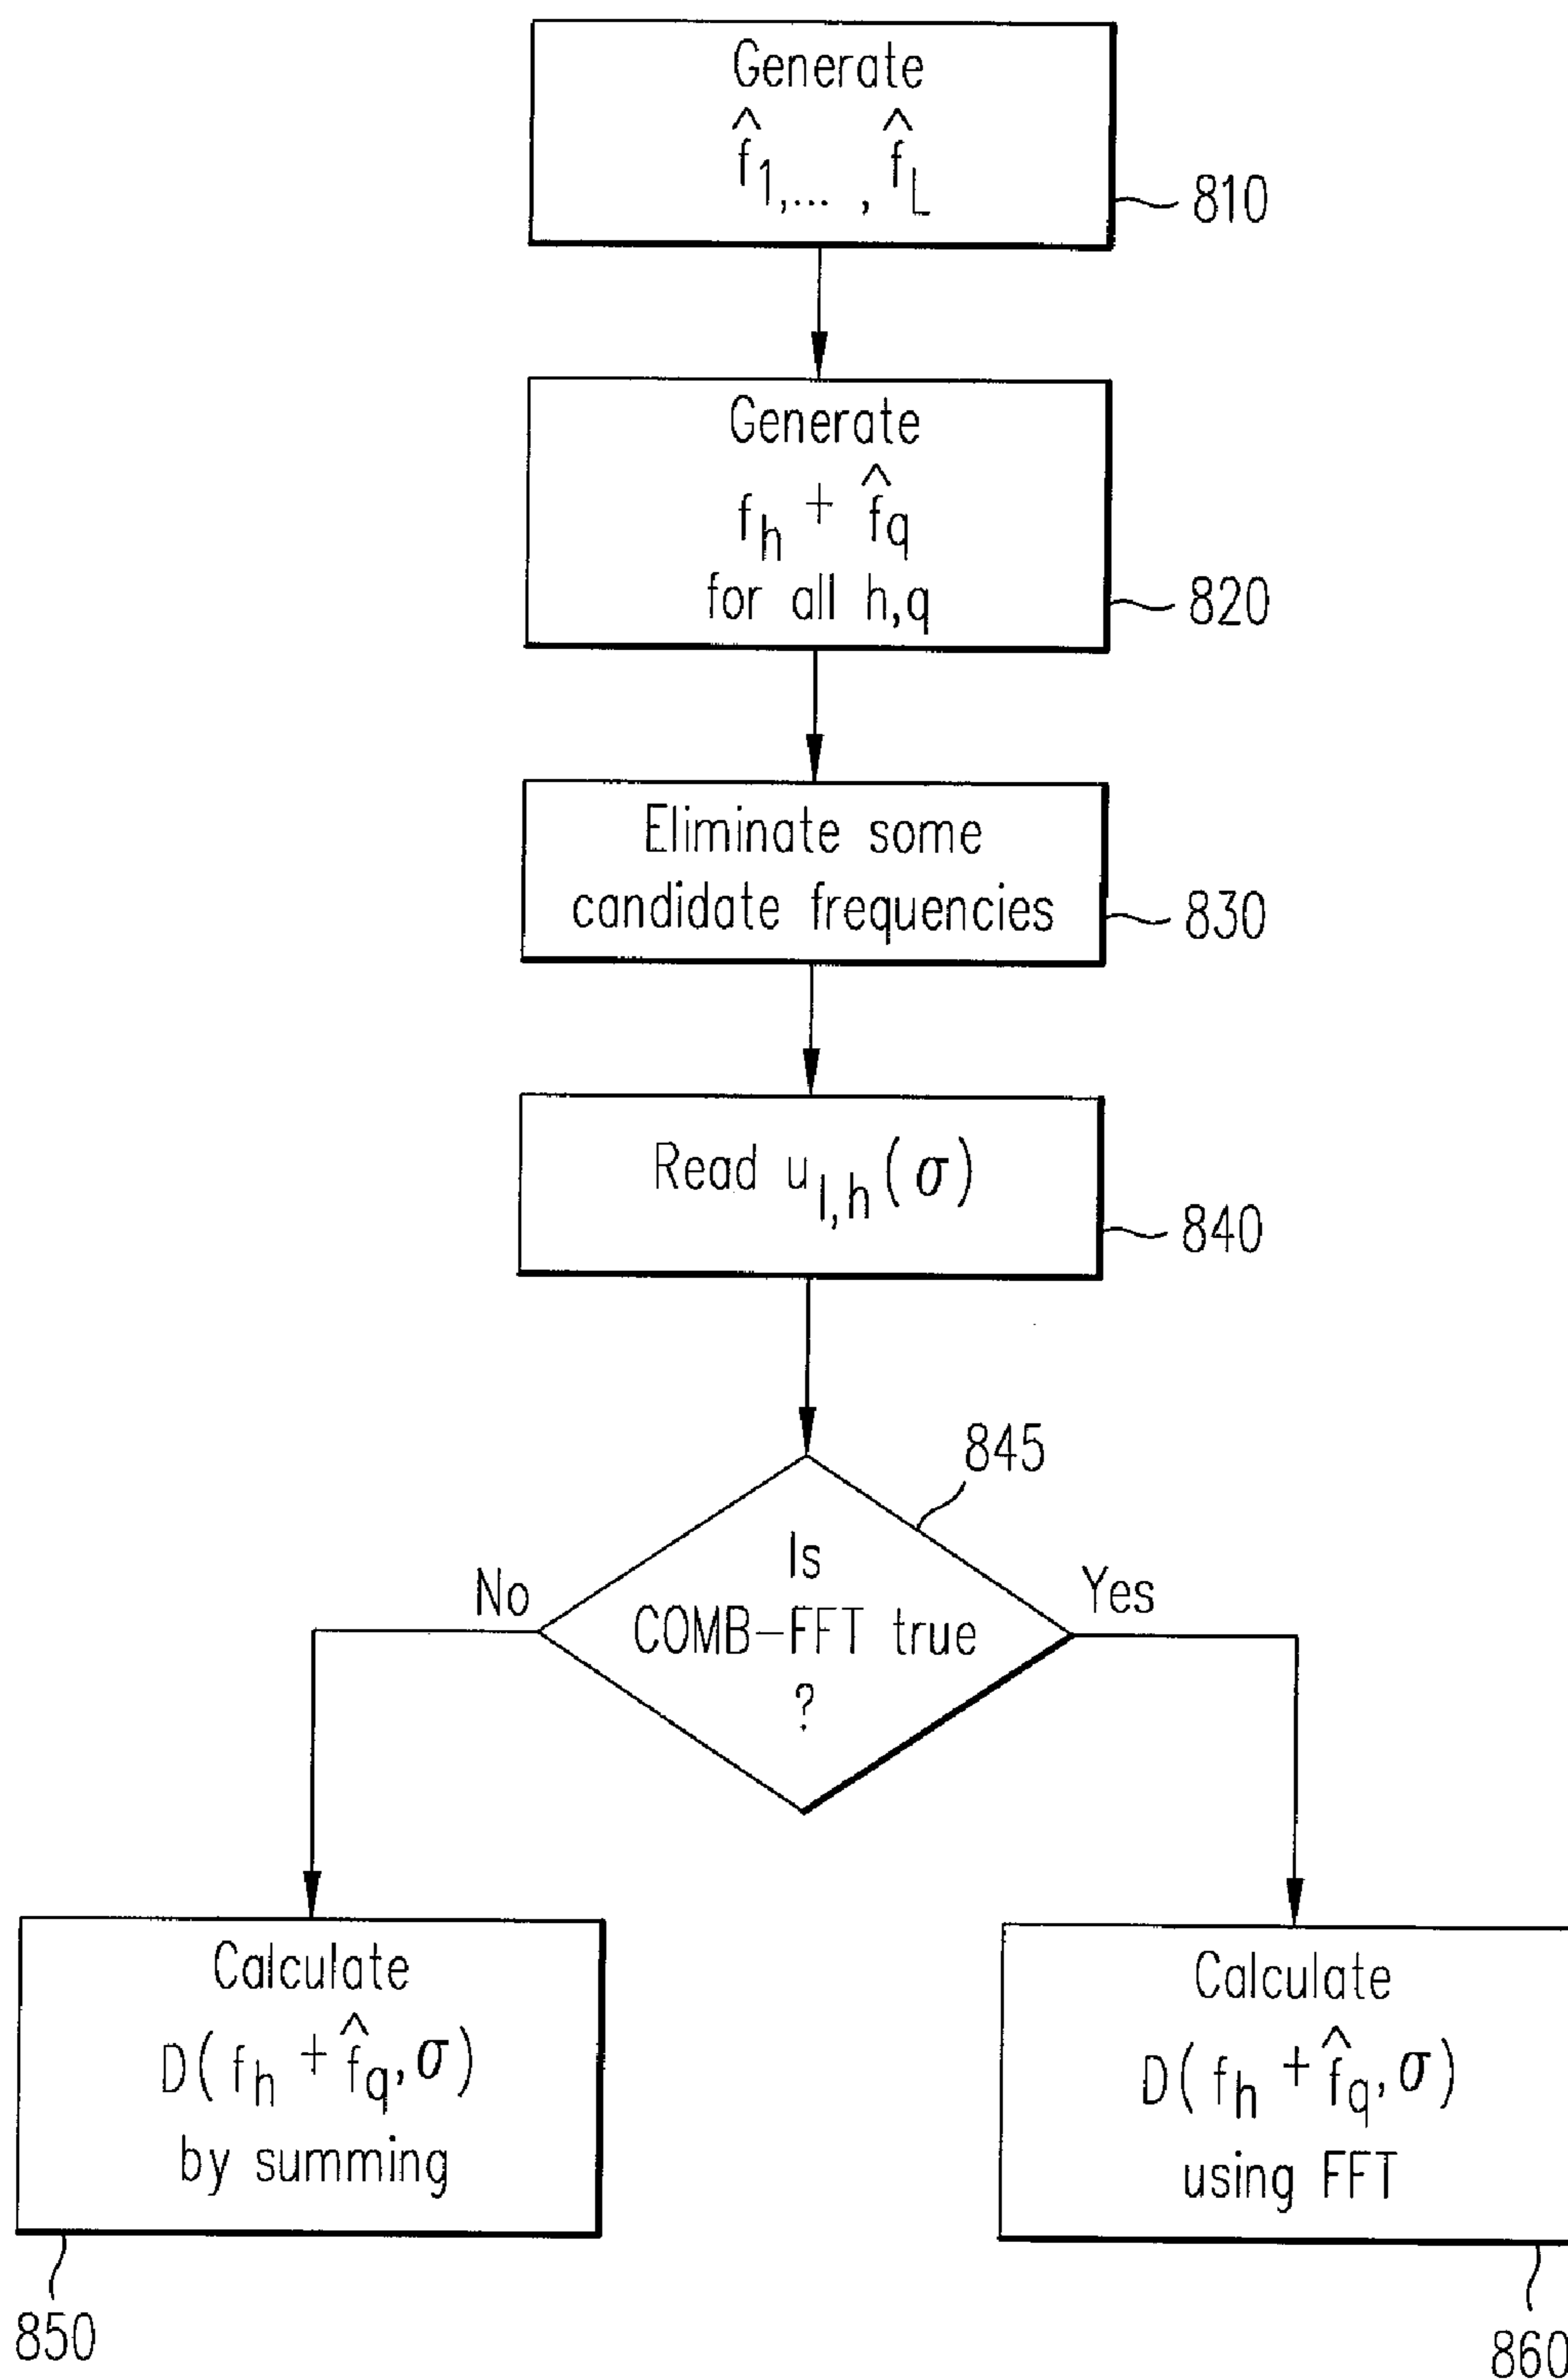 Generate
f̂1,... , f̂L
810
Generate
fh + f̂q
for all h,q
820
Eliminate some
candidate frequencies
830
Read ul,h(σ)
840
845
Is
COMB-FFT true
?
No
Yes
Calculate
D(fh + f̂q,σ)
by summing
850
Calculate
D(fh + f̂q,σ)
using FFT
860